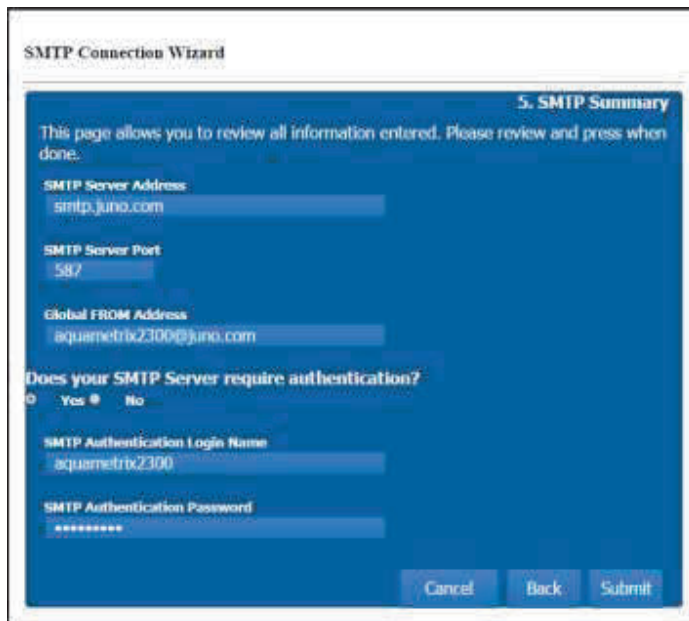 SMTP Connection Wizard
5. SMTP Summary
This page allows you to review all information entered. Please review and press when
done.
SMTP Server Address
smtp.juno.com
SMTP Server Port
587
Global FROM Address
aquametrix2300@juno.com
Does your SMTP Server require authentication?
Yes No
SMTP Authentication Login Name
aquametrix2300
SMTP Authentication Password
•••••••••
Cancel Back Submit